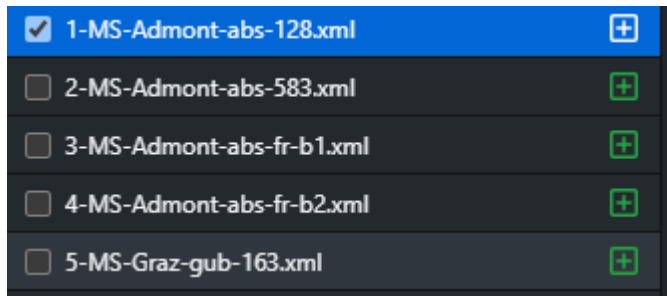 1-MS-Admont-abs-128.xml
2-MS-Admont-abs-583.xml
3-MS-Admont-abs-fr-b1.xml
4-MS-Admont-abs-fr-b2.xml
5-MS-Graz-gub-163.xml